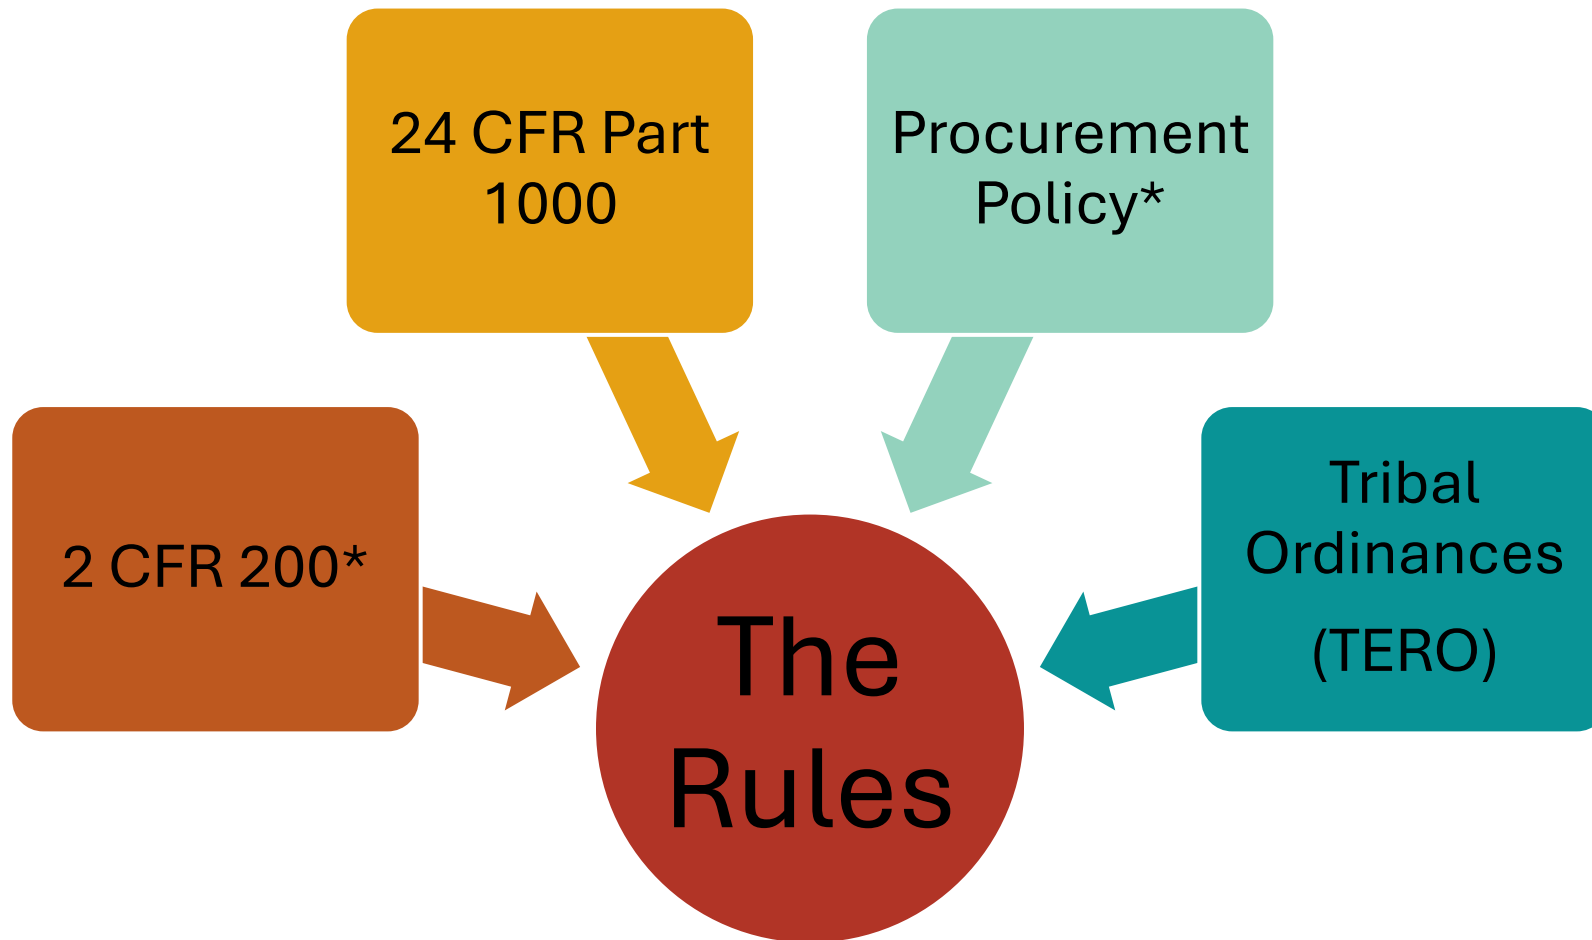 24 CFR Part
1000
Procurement
Policy*
2 CFR 200*
Tribal
Ordinances
(TERO)
The
Rules